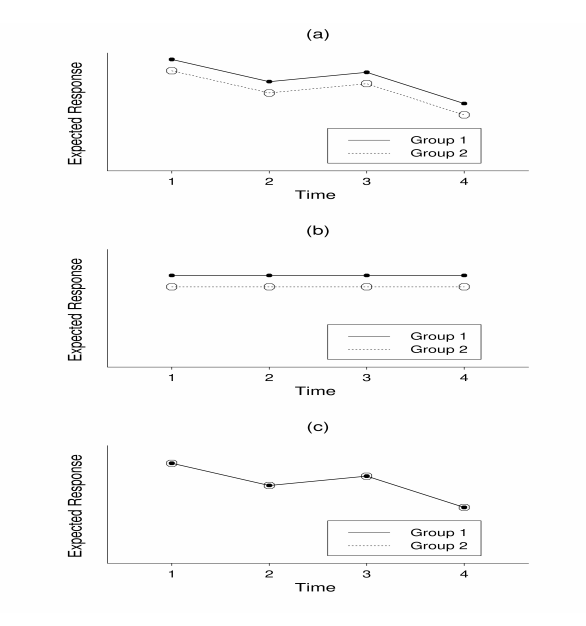 (a)
Expected Response
Group 1
Group 2
1 2 3 4
Time
(b)
Expected Response
Group 1
Group 2
1 2 3 4
Time
(c)
Expected Response
Group 1
Group 2
1 2 3 4
Time